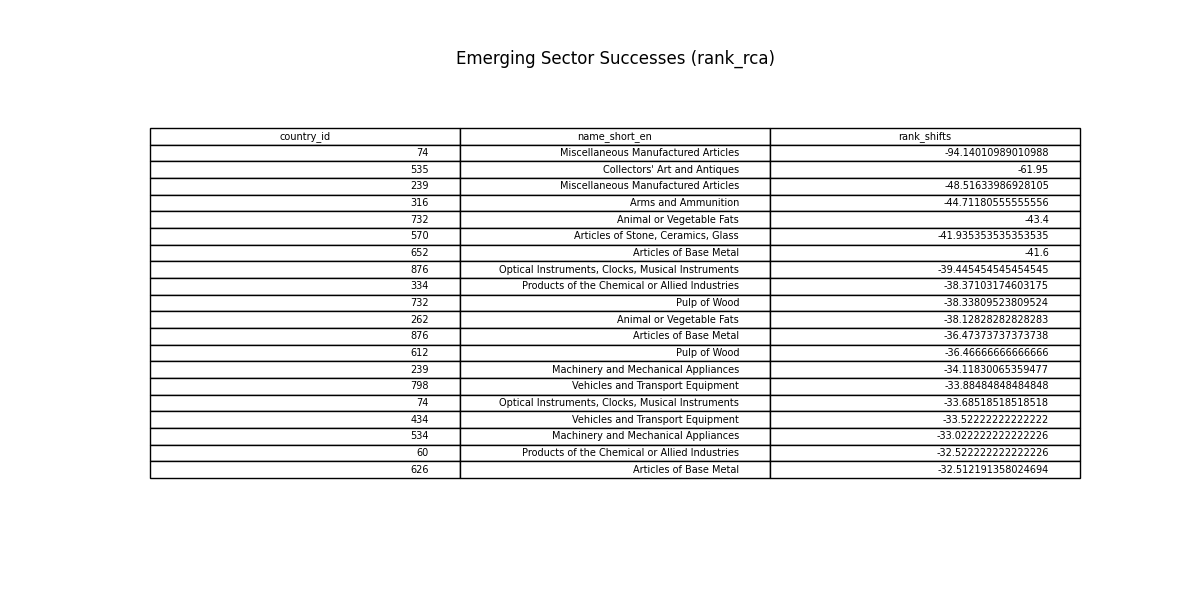 Emerging Sector Successes (rank_rca)
country_id name_short_en rank_shifts
74 Miscellaneous Manufactured Articles -94.14010989010988
535 Collectors' Art and Antiques -61.95
239 Miscellaneous Manufactured Articles -48.51633986928105
316 Arms and Ammunition -44.71180555555556
732 Animal or Vegetable Fats -43.4
570 Articles of Stone, Ceramics, Glass -41.935353535353535
652 Articles of Base Metal -41.6
876 Optical Instruments, Clocks, Musical Instruments -39.445454545454545
334 Products of the Chemical or Allied Industries -38.37103174603175
732 Pulp of Wood -38.33809523809524
262 Animal or Vegetable Fats -38.12828282828283
876 Articles of Base Metal -36.47373737373738
612 Pulp of Wood -36.46666666666666
239 Machinery and Mechanical Appliances -34.11830065359477
798 Vehicles and Transport Equipment -33.88484848484848
74 Optical Instruments, Clocks, Musical Instruments -33.68518518518518
434 Vehicles and Transport Equipment -33.52222222222222
534 Machinery and Mechanical Appliances -33.022222222222226
60 Products of the Chemical or Allied Industries -32.522222222222226
626 Articles of Base Metal -32.512191358024694